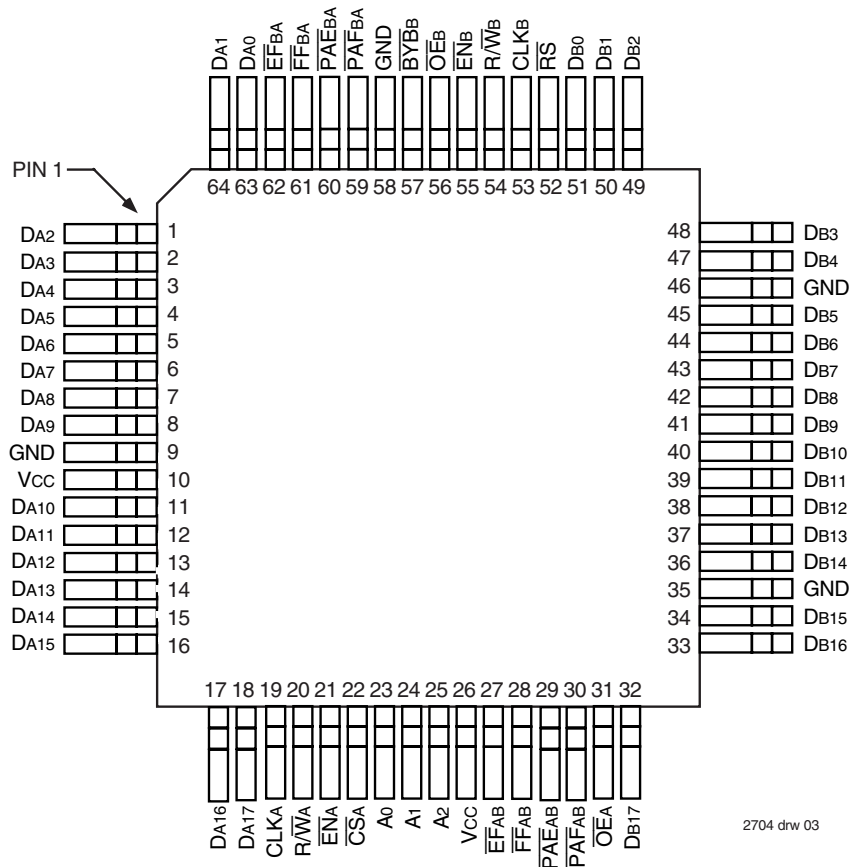 DA1 DA0 EFBA FFBA PAEBA PAFBA GND BYBB OEB ENB R/WB CLKB RS DB0 DB1 DB2
PIN 1
64 63 62 61 60 59 58 57 56 55 54 53 52 51 50 49
DA2 1 48 DB3
DA3 2 47 DB4
DA4 3 46 GND
DA5 4 45 DB5
DA6 5 44 DB6
DA7 6 43 DB7
DA8 7 42 DB8
DA9 8 41 DB9
GND 9 40 DB10
VCC 10 39 DB11
DA10 11 38 DB12
DA11 12 37 DB13
DA12 13 36 DB14
DA13 14 35 GND
DA14 15 34 DB15
DA15 16 33 DB16
17 18 19 20 21 22 23 24 25 26 27 28 29 30 31 32
DA16 DA17 CLKA R/WA ENA CSA A0 A1 A2 VCC EFAB FFAB PAEAB PAFAB OEA DB17
2704 drw 03